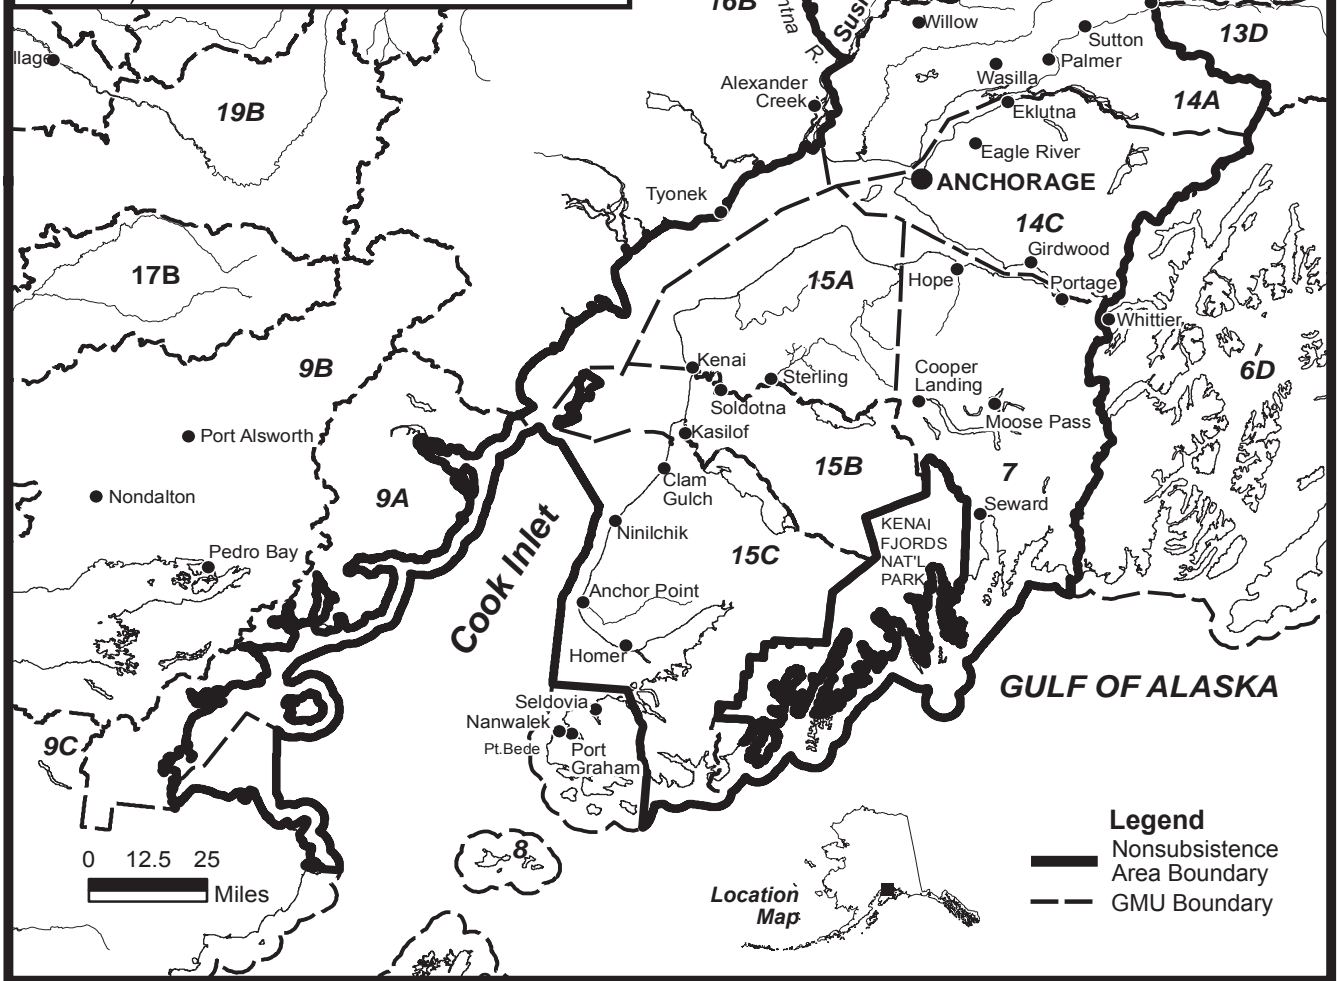 16B
ntna
R.
Susi
Willow
Sutton
13D
Palmer
llage
Wasilla
Alexander
Creek
14A
19B
Eklutna
Eagle River
ANCHORAGE
Tyonek
14C
Girdwood
17B
15A
Hope
Portage
Whittier
9B
Kenai
Sterling
Cooper
Landing
6D
Soldotna
Moose Pass
Port Alsworth
Kasilof
15B
7
Clam
Gulch
9A
Nondalton
Seward
Cook Inlet
Ninilchik
KENAI
FJORDS
NAT'L
PARK
Pedro Bay
15C
Anchor Point
Homer
GULF OF ALASKA
Seldovia
Nanwalek
9C
Pt.Bede
Port
Graham
Legend
Nonsubsistence
Area Boundary
GMU Boundary
8
0 12.5 25
Miles
Location
Map